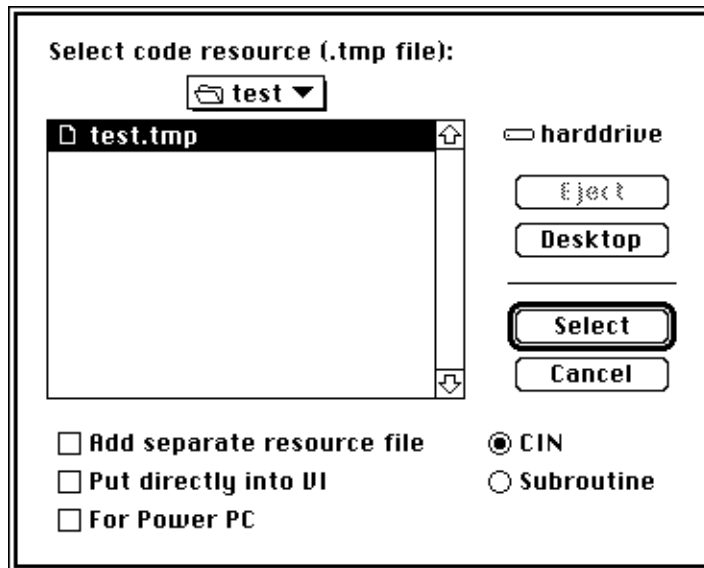 Select code resource (.tmp file):
test
test.tmp
harddrive
Eject
Desktop
Select
Cancel
Add separate resource file
CIN
Put directly into VI
Subroutine
For Power PC